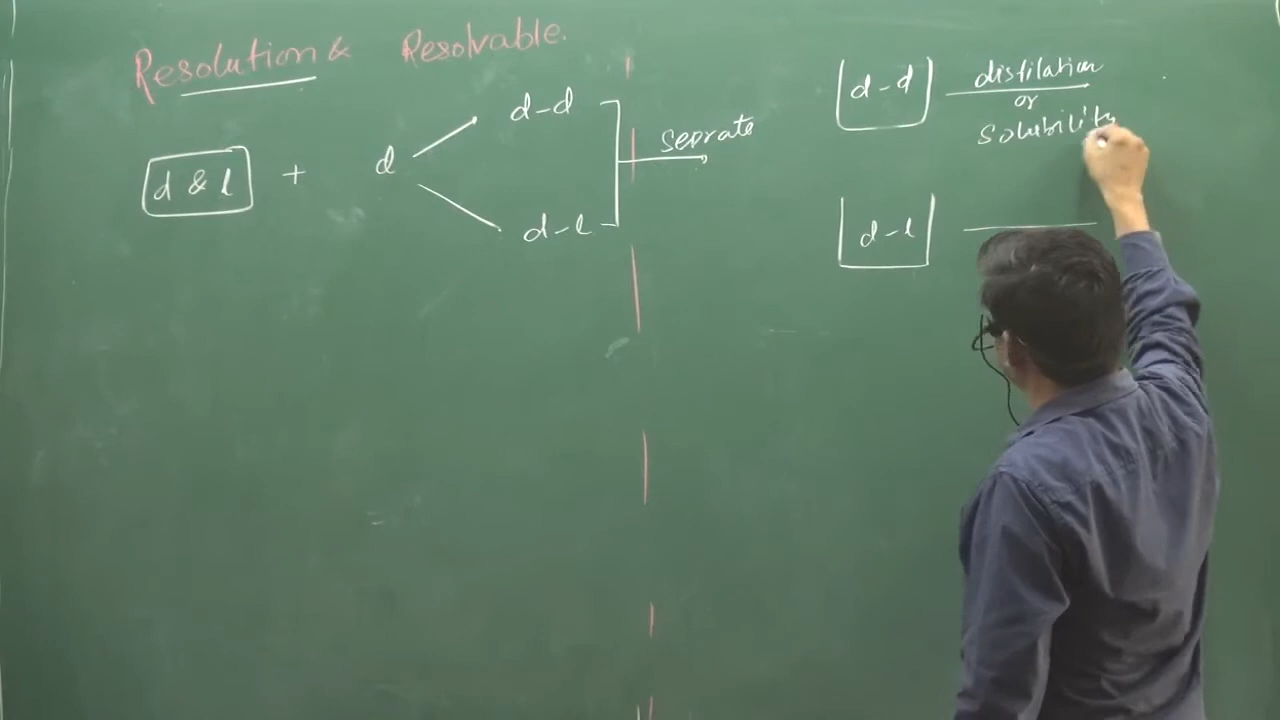 Resolution & Resolvable.
d & l + d
d-d
d-l
seprate
d-d distilation
or
solubility
d-l